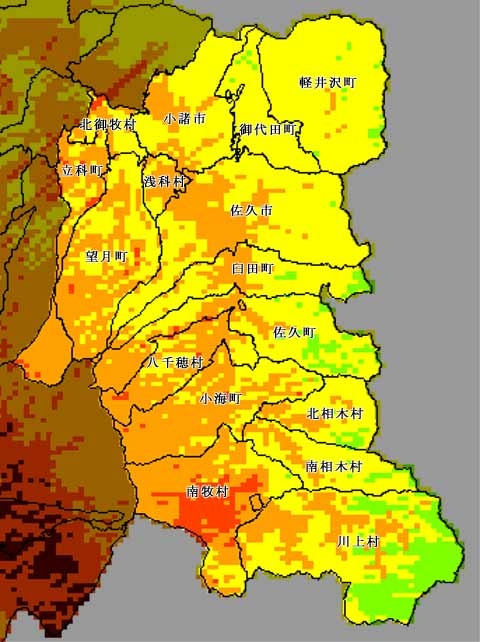 軽井沢町
北御牧村
小諸市
御代田町
立科町
浅科村
佐久市
望月町
臼田町
佐久町
八千穂村
小海町
北相木村
南相木村
南牧村
川上村